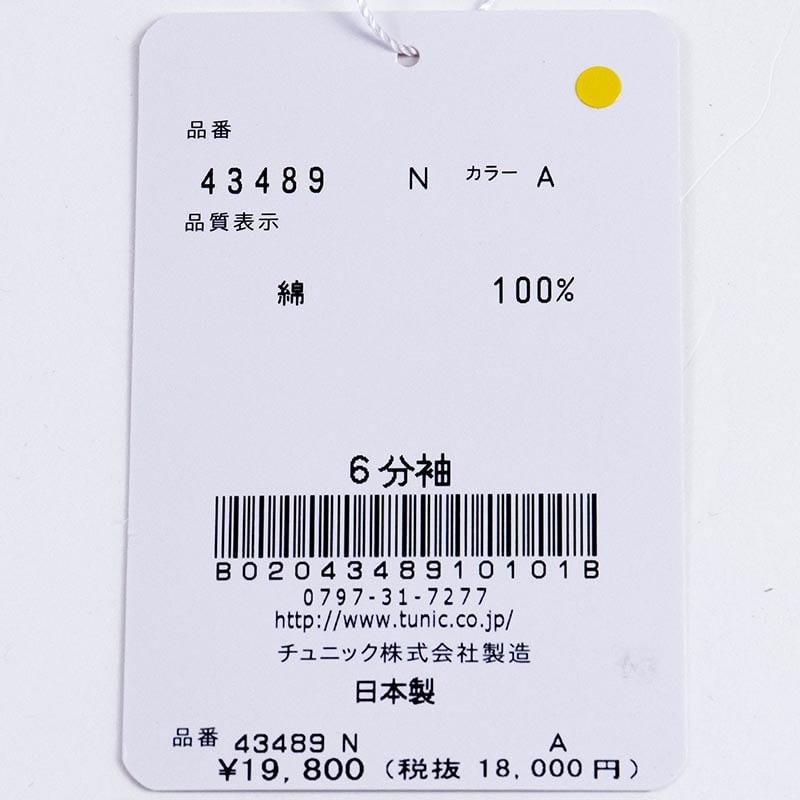 品番
43489 N カラー A
品質表示
綿 100%
6分袖
B0204348910101B
0797-31-7277
http://www.tunic.co.jp/
チュニック株式会社製造
日本製
品番 43489 N A
¥19,800 (税抜 18,000円)